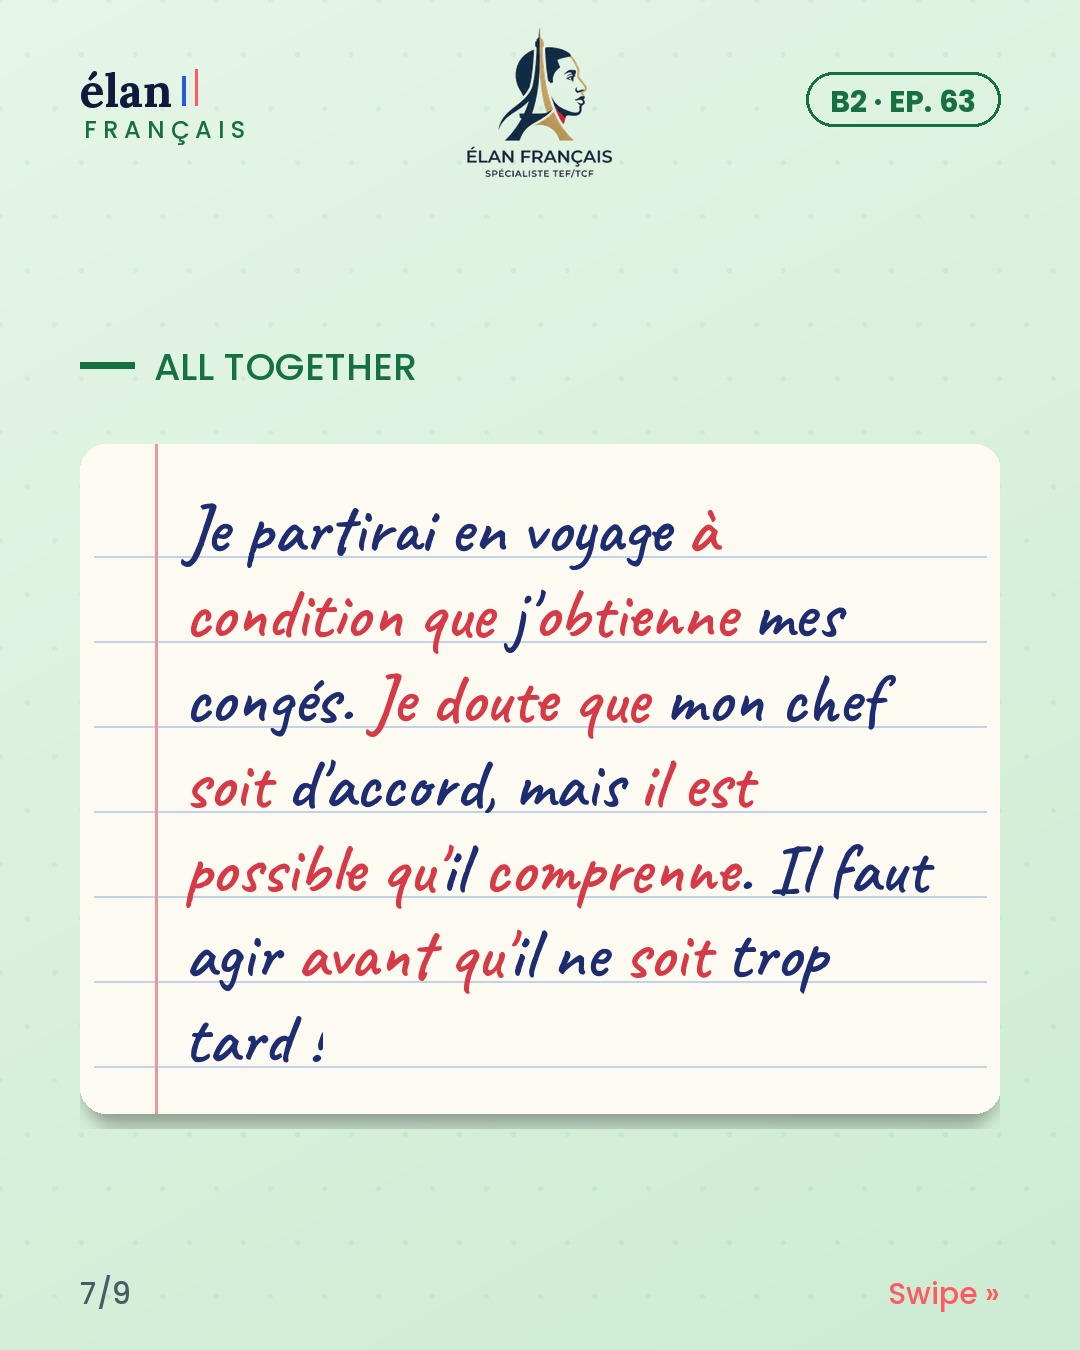 élan
FRANÇAIS
ÉLAN FRANÇAIS
SPÉCIALISTE TEF/TCF
B2 · EP. 63
ALL TOGETHER
Je partirai en voyage à
condition que j'obtienne mes
congés. Je doute que mon chef
soit d'accord, mais il est
possible qu'il comprenne. Il faut
agir avant qu'il ne soit trop
tard !
7/9
Swipe »